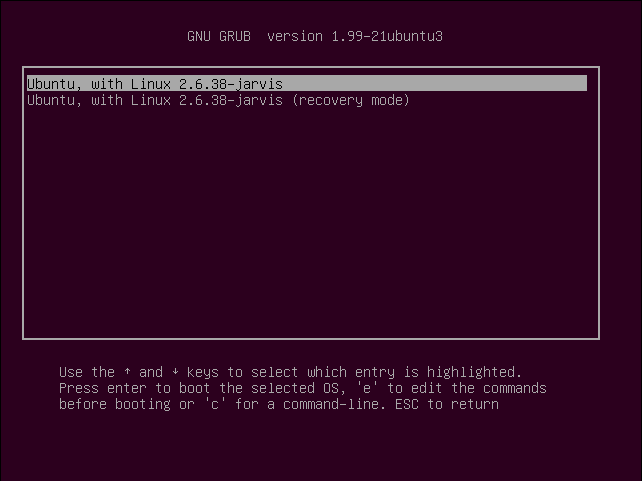 GNU GRUB  version 1.99-21ubuntu3
Ubuntu, with Linux 2.6.38-jarvis
Ubuntu, with Linux 2.6.38-jarvis (recovery mode)
Use the ↑ and ↓ keys to select which entry is highlighted.
Press enter to boot the selected OS, 'e' to edit the commands
before booting or 'c' for a command-line. ESC to return